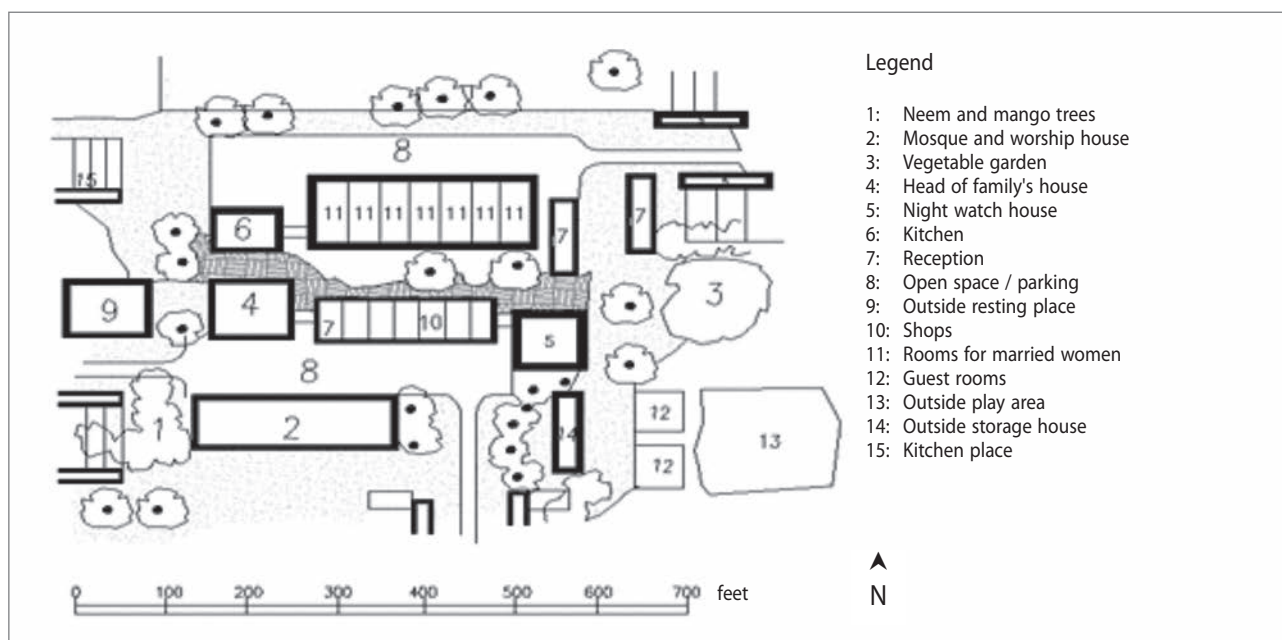 Legend
1: Neem and mango trees
2: Mosque and worship house
3: Vegetable garden
4: Head of family's house
5: Night watch house
6: Kitchen
7: Reception
8: Open space / parking
9: Outside resting place
10: Shops
11: Rooms for married women
12: Guest rooms
13: Outside play area
14: Outside storage house
15: Kitchen place
8
15
11 11 11 11 11 11 11
6
7
7
9
4
7
10
5
3
8
1
2
14
12
12
13
0 100 200 300 400 500 600 700 feet
N